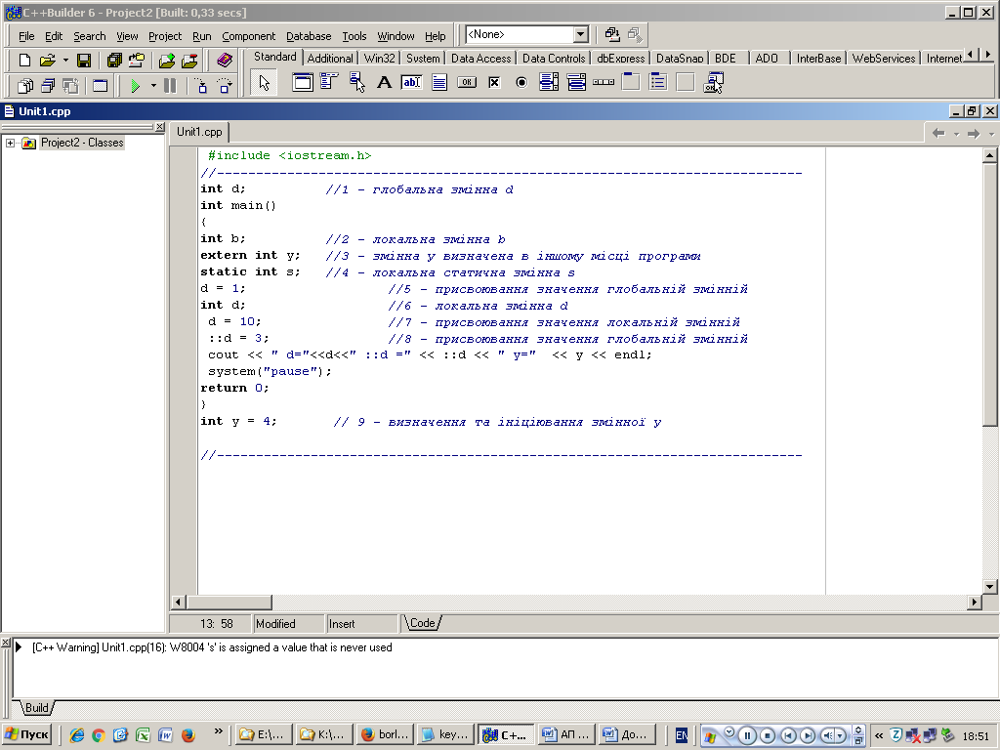 C++Builder 6 - Project2 [Built: 0,33 secs]
File Edit Search View Project Run Component Database Tools Window Help <None>
Standard Additional Win32 System Data Access Data Controls dbExpress DataSnap BDE ADO InterBase WebServices Internet
Unit1.cpp
Project2 - Classes
Unit1.cpp
#include <iostream.h>
//---------------------------------------------------------------------------
int d; //1 - глобальна змінна d
int main()
{
int b; //2 - локальна змінна b
extern int y; //3 - змінна y визначена в іншому місці програми
static int s; //4 - локальна статична змінна s
d = 1; //5 - присвоювання значення глобальній змінній
int d; //6 - локальна змінна d
d = 10; //7 - присвоювання значення локальній змінній
::d = 3; //8 - присвоювання значення глобальній змінній
cout << " d="<<d<<" ::d =" << ::d << " y=" << y << endl;
system("pause");
return 0;
}
int y = 4; // 9 - визначення та ініціювання змінної y
//---------------------------------------------------------------------------
13: 58 Modified Insert Code
[C++ Warning] Unit1.cpp(16): W8004 's' is assigned a value that is never used
Build
Пуск » E:\... K:\... borl... key... C+... АП ... До... EN « 18:51